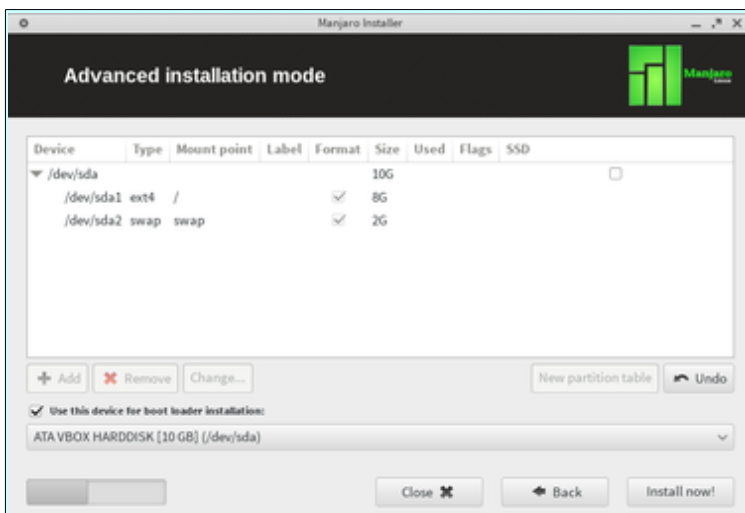 Manjaro Installer
Advanced installation mode
Manjaro
Device Type Mount point Label Format Size Used Flags SSD
/dev/sda 10G
/dev/sda1 ext4 / 8G
/dev/sda2 swap swap 2G
Add Remove Change... New partition table Undo
Use this device for boot loader installation:
ATA VBOX HARDDISK [10 GB] (/dev/sda)
Close Back Install now!